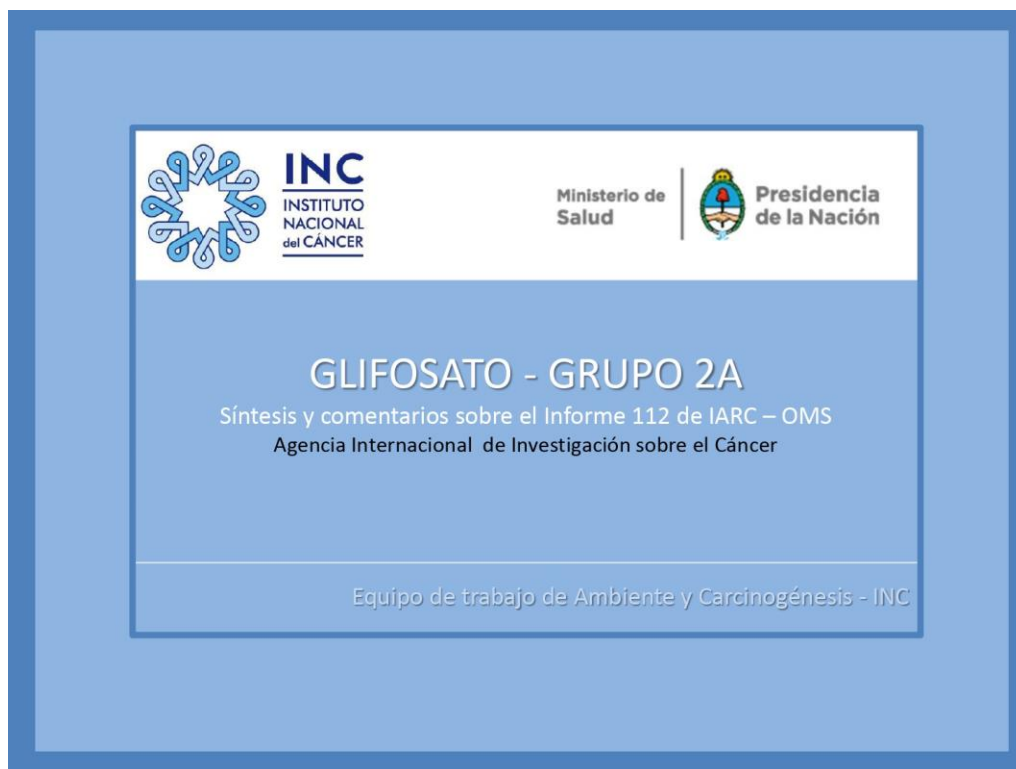 INC
INSTITUTO
NACIONAL
del CÁNCER
Ministerio de
Salud
Presidencia
de la Nación
GLIFOSATO - GRUPO 2A
Síntesis y comentarios sobre el Informe 112 de IARC – OMS
Agencia Internacional de Investigación sobre el Cáncer
Equipo de trabajo de Ambiente y Carcinogénesis - INC